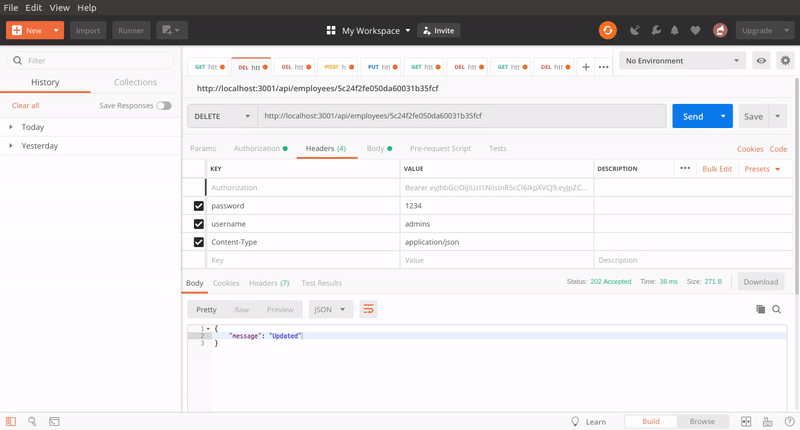 File Edit View Help
New Import Runner My Workspace Invite Upgrade
Filter
History Collections
Clear all Save Responses
Today
Yesterday
GET htt DEL htt DEL htt POST h PUT htt GET htt DEL htt GET htt DEL htt No Environment
http://localhost:3001/api/employees/5c24f2fe050da60031b35fcf
DELETE http://localhost:3001/api/employees/5c24f2fe050da60031b35fcf Send Save
Params Authorization Headers (4) Body Pre-request Script Tests Cookies Code
KEY VALUE DESCRIPTION Bulk Edit Presets
Authorization Bearer
password 1234
username admins
Content-Type application/json
Key Value Description
Body Cookies Headers (7) Test Results Status: 202 Accepted Time: 36 ms Size: 271 B Download
Pretty Raw Preview JSON
1 {
2 "message": "Updated"
3 }
Learn Build Browse